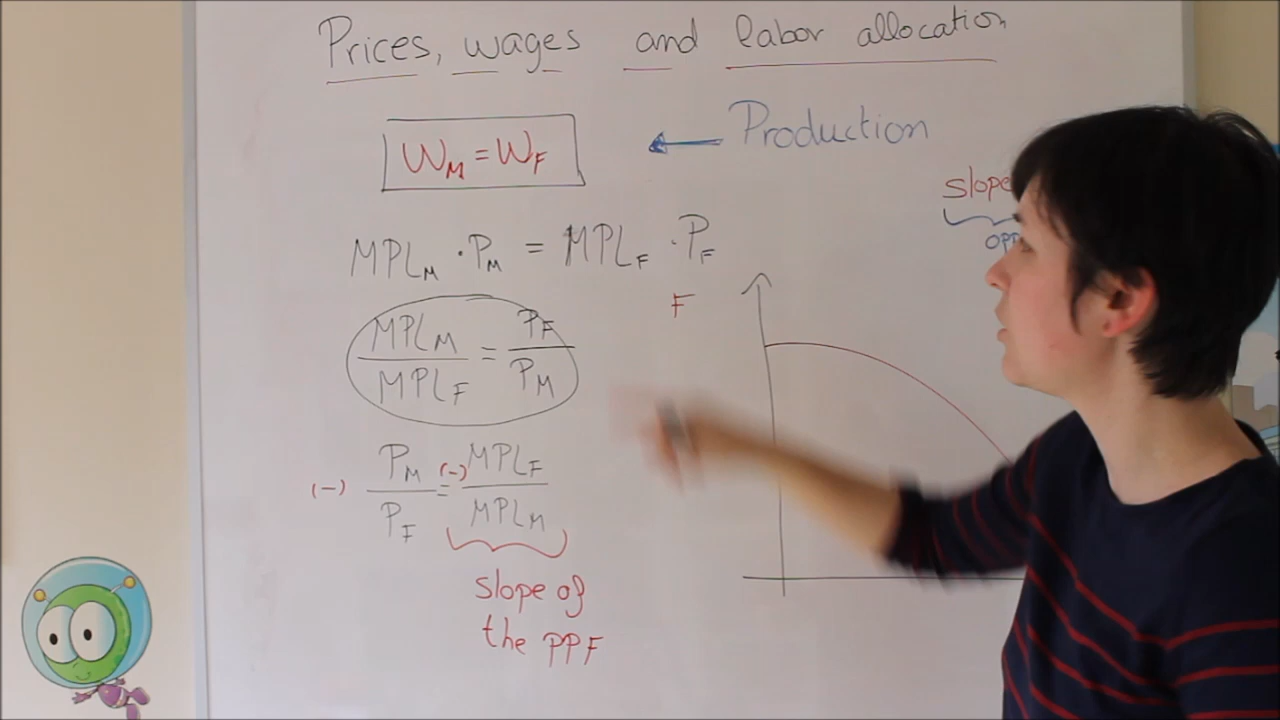 Prices, wages and labor allocation
W_M = W_F
← Production
MPL_M · P_M = MPL_F · P_F
MPL_M / MPL_F = P_F / P_M
(-) P_M / P_F = (-) MPL_F / MPL_M
slope of
the PPF
slope
OPP
F